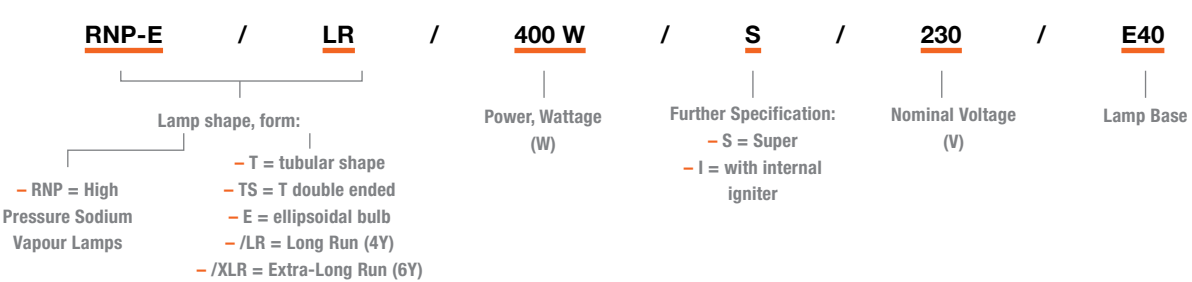 RNP-E / LR / 400 W / S / 230 / E40
Lamp shape, form:
– RNP = High
Pressure Sodium
Vapour Lamps
– T = tubular shape
– TS = T double ended
– E = ellipsoidal bulb
– /LR = Long Run (4Y)
– /XLR = Extra-Long Run (6Y)
Power, Wattage
(W)
Further Specification:
– S = Super
– I = with internal
igniter
Nominal Voltage
(V)
Lamp Base